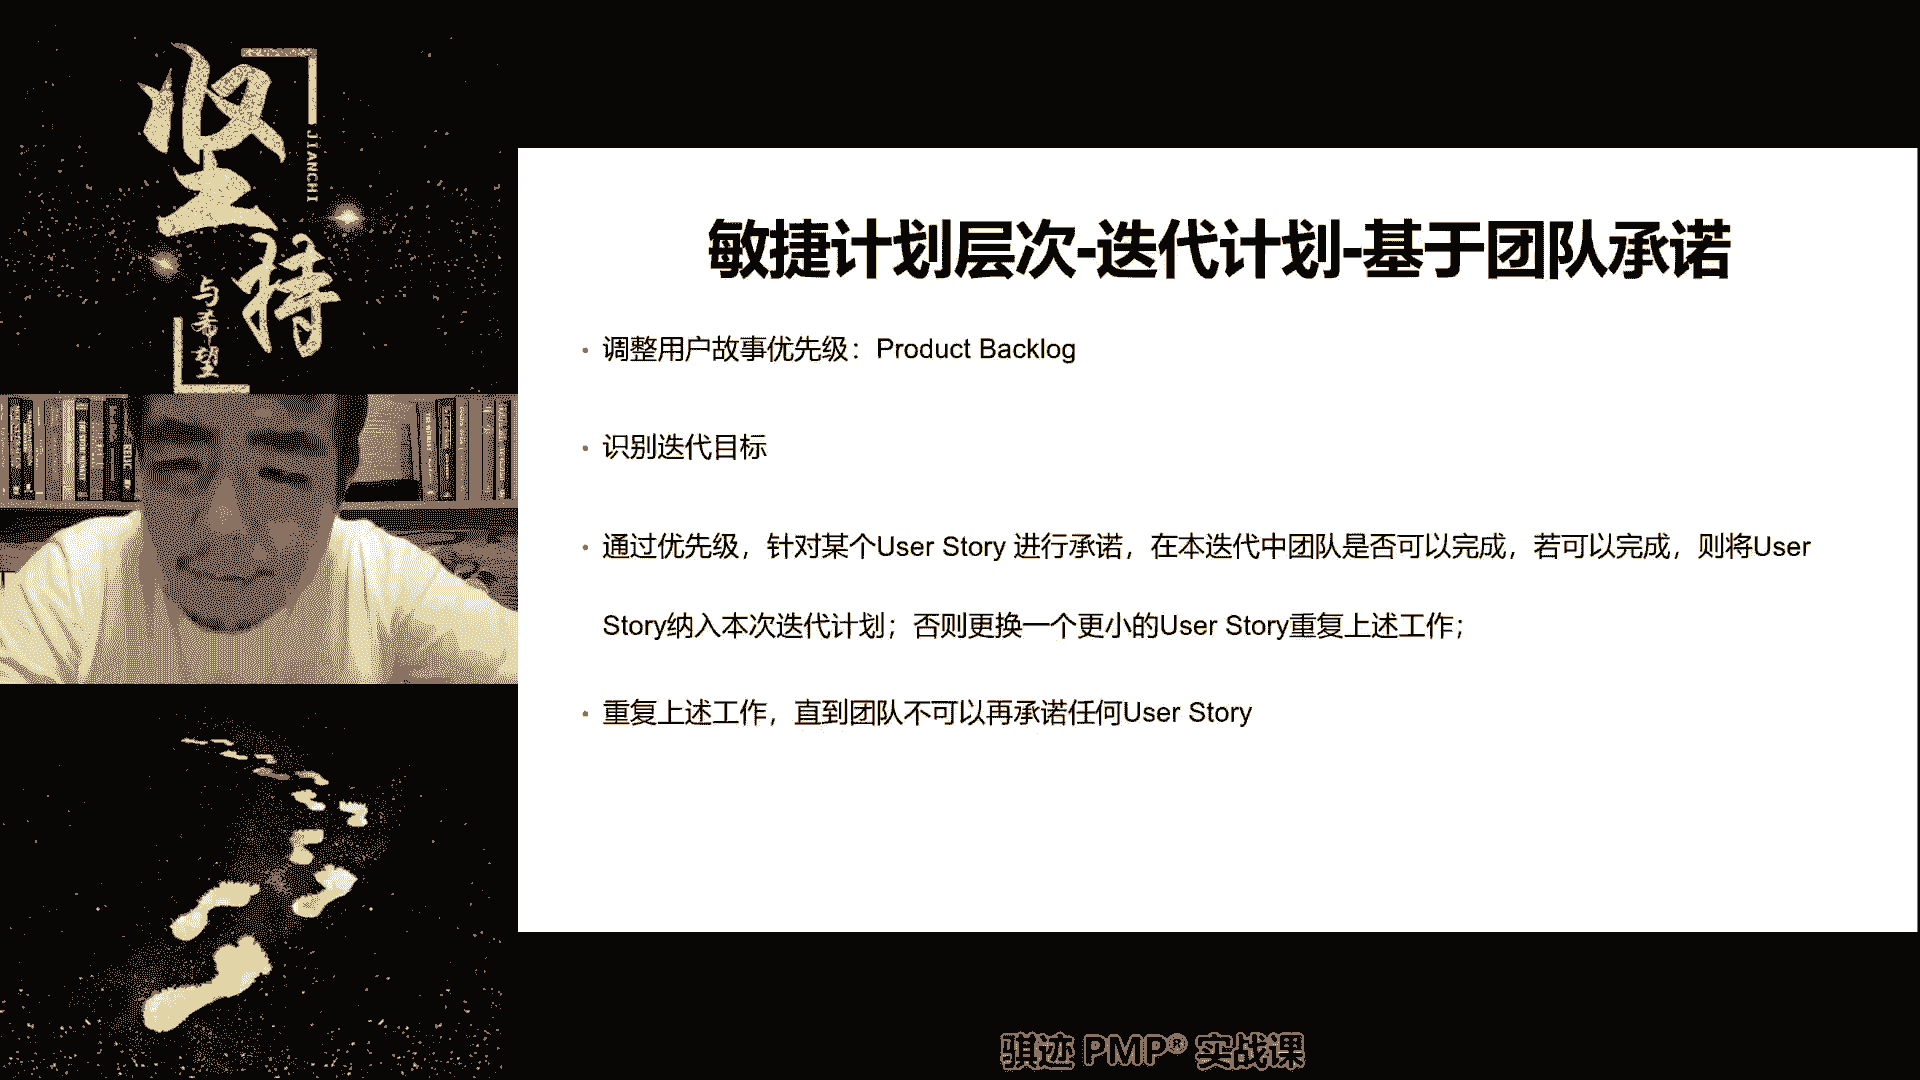 坚持
JIANCHI
与希望
敏捷计划层次-迭代计划-基于团队承诺
• 调整用户故事优先级：Product Backlog
• 识别迭代目标
• 通过优先级，针对某个User Story 进行承诺，在本迭代中团队是否可以完成，若可以完成，则将User
Story纳入本次迭代计划；否则更换一个更小的User Story重复上述工作；
• 重复上述工作，直到团队不可以再承诺任何User Story
骐迹 PMP® 实战课